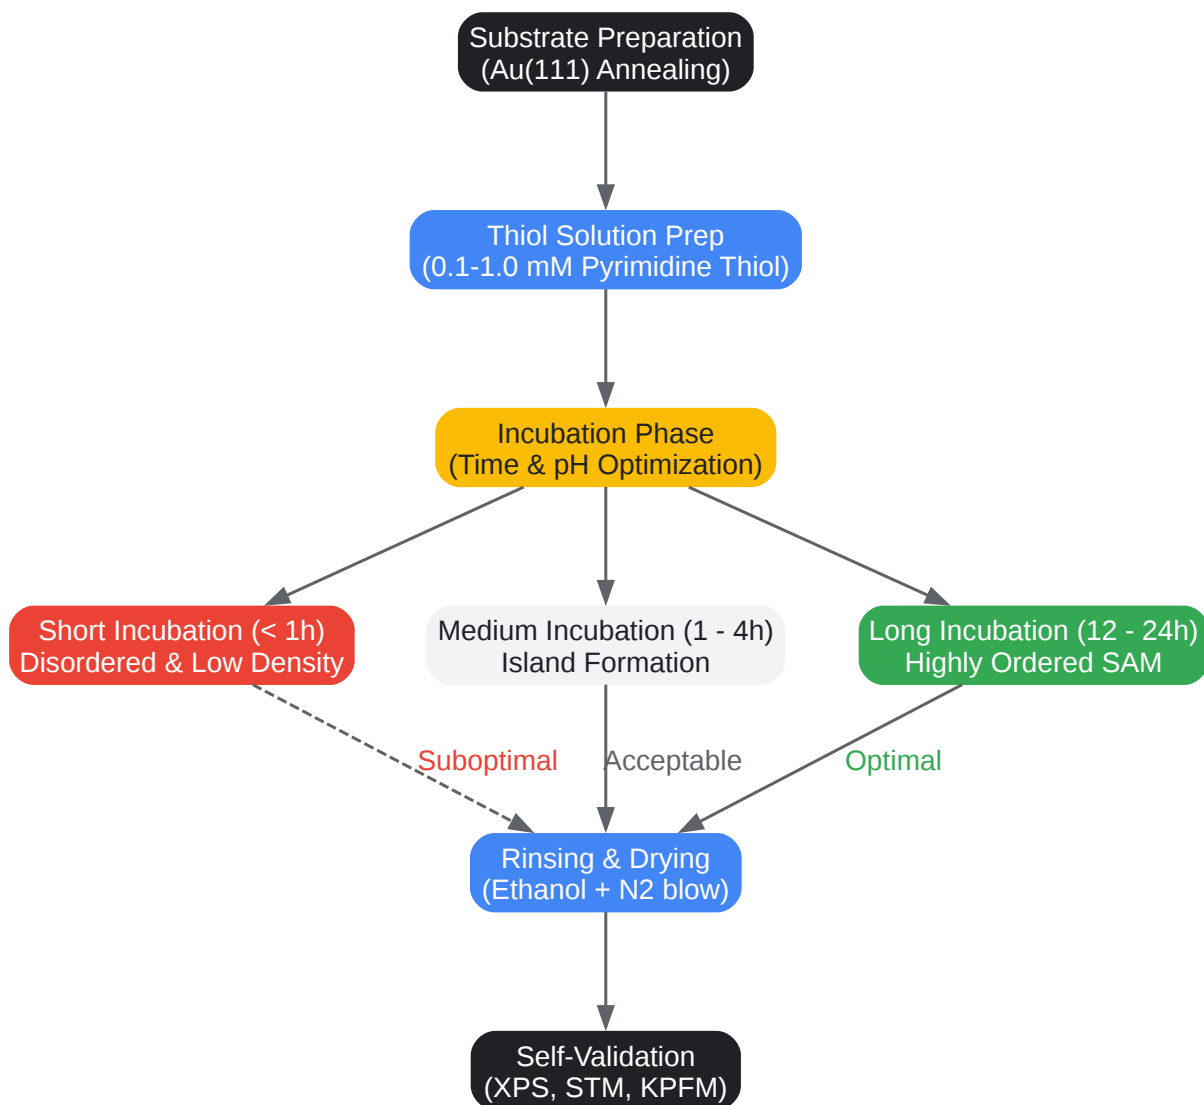 Substrate Preparation
(Au(111) Annealing)
Thiol Solution Prep
(0.1-1.0 mM Pyrimidine Thiol)
Incubation Phase
(Time & pH Optimization)
Short Incubation (< 1h)
Disordered & Low Density
Medium Incubation (1 - 4h)
Island Formation
Long Incubation (12 - 24h)
Highly Ordered SAM
Suboptimal
Acceptable
Optimal
Rinsing & Drying
(Ethanol + N2 blow)
Self-Validation
(XPS, STM, KPFM)